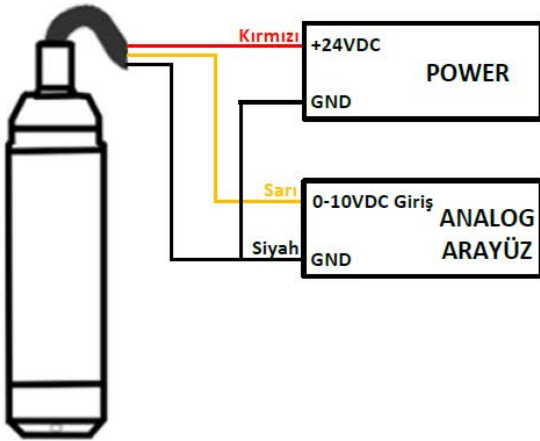 Kırmızı
+24VDC
POWER
GND
Sarı
0-10VDC Giriş
ANALOG
ARAYÜZ
Siyah
GND